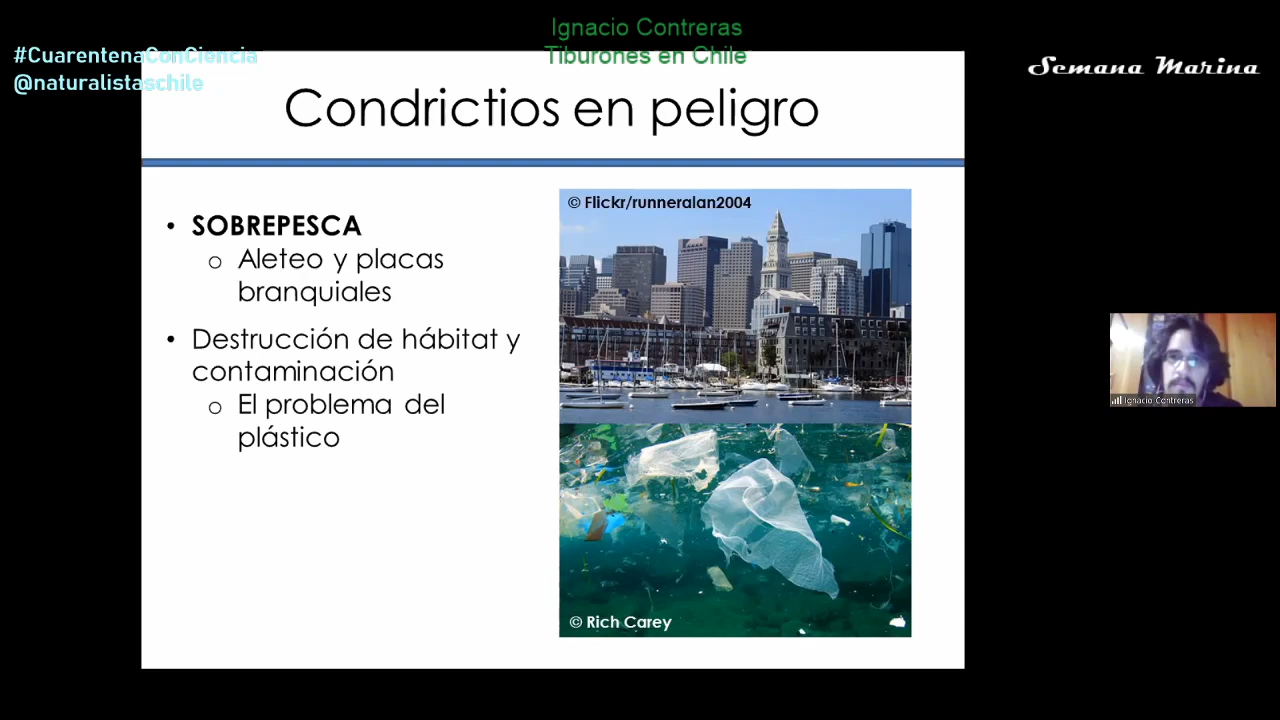 Ignacio Contreras
Tiburones en Chile
#CuarentenaConCiencia
@naturalistaschile
Semana Marina
Condrictios en peligro
• SOBREPESCA
o Aleteo y placas
branquiales
• Destrucción de hábitat y
contaminación
o El problema del
plástico
© Flickr/runneralan2004
© Rich Carey
Ignacio Contreras